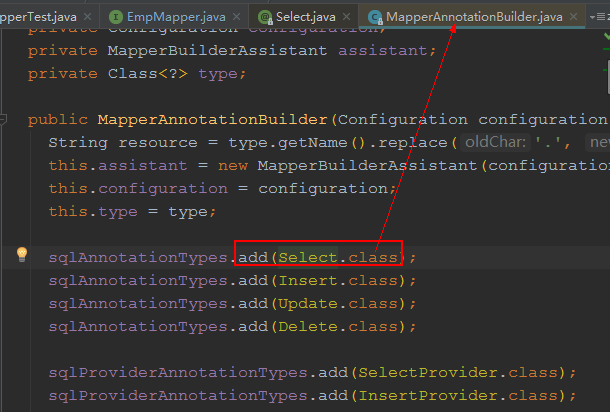 pperTest.java × EmpMapper.java × Select.java × MapperAnnotationBuilder.java ×
private Configuration configuration;
private MapperBuilderAssistant assistant;
private Class<?> type;
public MapperAnnotationBuilder(Configuration configuration
String resource = type.getName().replace( oldChar: '.', new
this.assistant = new MapperBuilderAssistant(configuration
this.configuration = configuration;
this.type = type;
sqlAnnotationTypes.add(Select.class);
sqlAnnotationTypes.add(Insert.class);
sqlAnnotationTypes.add(Update.class);
sqlAnnotationTypes.add(Delete.class);
sqlProviderAnnotationTypes.add(SelectProvider.class);
sqlProviderAnnotationTypes.add(InsertProvider.class);